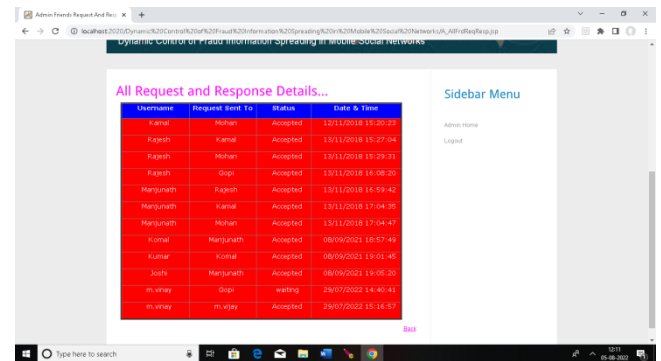 Admin Friends Request And Resp
localhost:2020/Dynamic%20Control%20of%20Fraud%20Information%20Spreading%20in%20Mobile%20Social%20Networks/A_AllFrdReqResp.jsp
Dynamic Control of Fraud Information Spreading in Mobile Social Networks
All Request and Response Details...
Username Request Sent To Status Date & Time
Kamal Mohan Accepted 12/11/2018 15:20:23
Rajesh Kamal Accepted 13/11/2018 15:27:04
Rajesh Mohan Accepted 13/11/2018 15:29:31
Rajesh Gopi Accepted 13/11/2018 16:08:20
Manjunath Rajesh Accepted 13/11/2018 16:59:42
Manjunath Kamal Accepted 13/11/2018 17:04:35
Manjunath Mohan Accepted 13/11/2018 17:04:47
Komal Manjunath Accepted 08/09/2021 18:57:49
Kumar Komal Accepted 08/09/2021 19:01:45
Joshi Manjunath Accepted 08/09/2021 19:05:20
m.vinay Gopi waiting 29/07/2022 14:40:41
m.vinay m.vijay Accepted 29/07/2022 15:16:57
Back
Sidebar Menu
Admin Home
Logout
Type here to search
12:11
05-08-2022